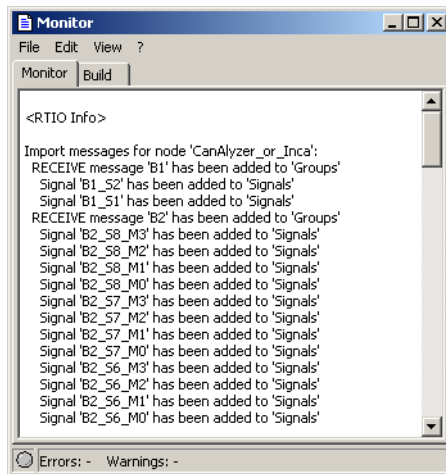 Monitor
File Edit View ?
Monitor Build
<RTIO Info>
Import messages for node 'CanAlyzer_or_Inca':
RECEIVE message 'B1' has been added to 'Groups'
Signal 'B1_S2' has been added to 'Signals'
Signal 'B1_S1' has been added to 'Signals'
RECEIVE message 'B2' has been added to 'Groups'
Signal 'B2_S8_M3' has been added to 'Signals'
Signal 'B2_S8_M2' has been added to 'Signals'
Signal 'B2_S8_M1' has been added to 'Signals'
Signal 'B2_S8_M0' has been added to 'Signals'
Signal 'B2_S7_M3' has been added to 'Signals'
Signal 'B2_S7_M2' has been added to 'Signals'
Signal 'B2_S7_M1' has been added to 'Signals'
Signal 'B2_S7_M0' has been added to 'Signals'
Signal 'B2_S6_M3' has been added to 'Signals'
Signal 'B2_S6_M2' has been added to 'Signals'
Signal 'B2_S6_M1' has been added to 'Signals'
Signal 'B2_S6_M0' has been added to 'Signals'
Errors: - Warnings: -